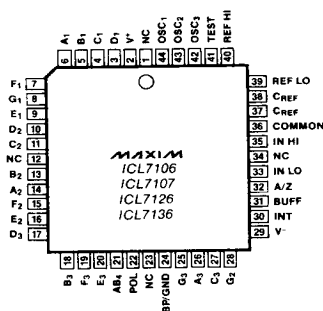 A1 B1 C1 D1 V+ NC OSC1 OSC2 OSC3 TEST REF HI
6 5 4 3 2 1 44 43 42 41 40
F1 7
G1 8
E1 9
D2 10
C2 11
NC 12
B2 13
A2 14
F2 15
E2 16
D3 17
MAXIM
ICL7106
ICL7107
ICL7126
ICL7136
39 REF LO
38 CREF
37 CREF
36 COMMON
35 IN HI
34 NC
33 IN LO
32 A/Z
31 BUFF
30 INT
29 V-
18 19 20 21 22 23 24 25 26 27 28
B3 F3 E3 AB4 POL NC BP/GND G3 A3 C3 G2